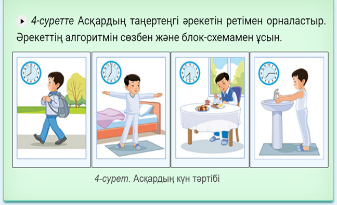 4-суретте Асқардың таңертеңгі әрекетін ретімен орналастыр.
Әрекеттің алгоритмін сөзбен және блок-схемамен ұсын.
4-сурет. Асқардың күн тәртібі